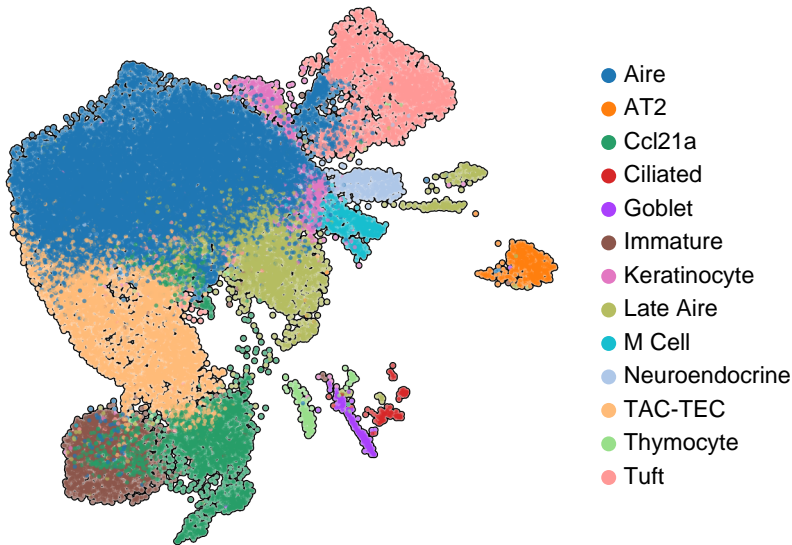 Aire
AT2
Ccl21a
Ciliated
Goblet
Immature
Keratinocyte
Late Aire
M Cell
Neuroendocrine
TAC-TEC
Thymocyte
Tuft